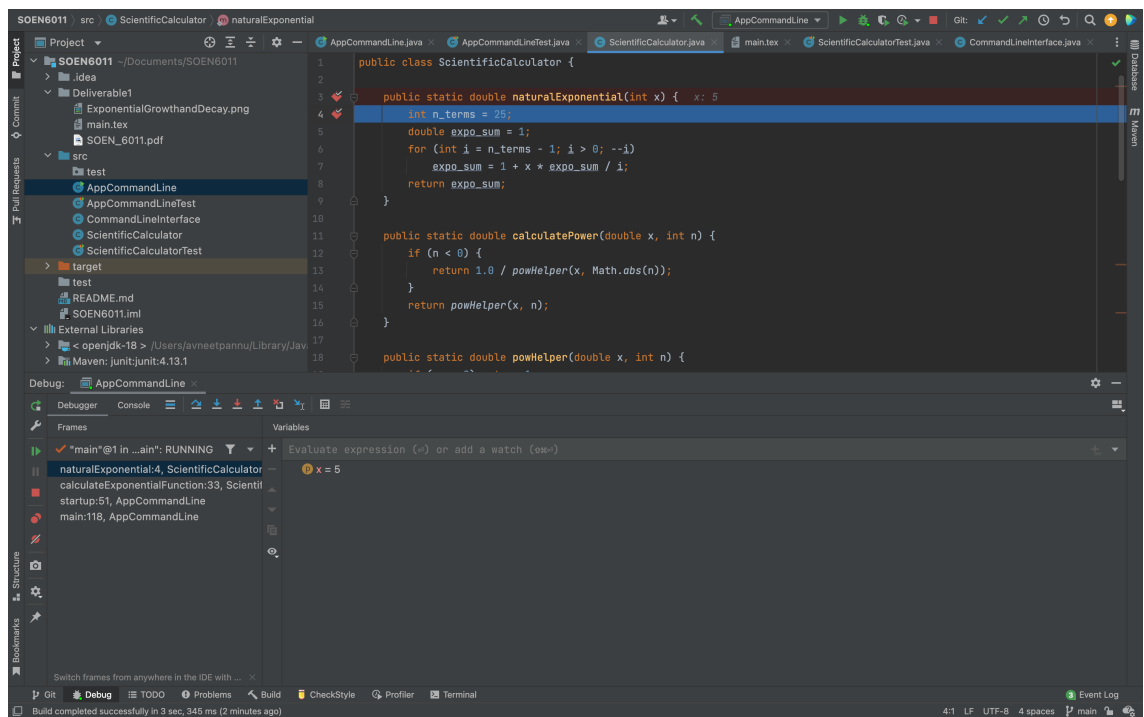 SOEN6011 〉 src 〉 ScientificCalculator 〉 naturalExponential
AppCommandLine
Git:
Project
AppCommandLine.java × AppCommandLineTest.java × ScientificCalculator.java × main.tex × ScientificCalculatorTest.java × CommandLineInterface.java ×
SOEN6011 ~/Documents/SOEN6011
.idea
Deliverable1
ExponentialGrowthandDecay.png
main.tex
SOEN_6011.pdf
src
test
AppCommandLine
AppCommandLineTest
CommandLineInterface
ScientificCalculator
ScientificCalculatorTest
target
test
README.md
SOEN6011.iml
External Libraries
< openjdk-18 > /Users/avneetpannu/Library/Jav
Maven: junit:junit:4.13.1
Project
Commit
Pull Requests
Structure
Bookmarks
Database
Maven
1 public class ScientificCalculator {
2
3 public static double naturalExponential(int x) { x: 5
4 int n_terms = 25;
5 double expo_sum = 1;
6 for (int i = n_terms - 1; i > 0; --i)
7 expo_sum = 1 + x * expo_sum / i;
8 return expo_sum;
9 }
10
11 public static double calculatePower(double x, int n) {
12 if (n < 0) {
13 return 1.0 / powHelper(x, Math.abs(n));
14 }
15 return powHelper(x, n);
16 }
17
18 public static double powHelper(double x, int n) {
Debug: AppCommandLine ×
Debugger Console
Frames
Variables
"main"@1 in ...ain": RUNNING
Evaluate expression (⏎) or add a watch (⇧⌘⏎)
naturalExponential:4, ScientificCalculator
calculateExponentialFunction:33, Scientif
startup:51, AppCommandLine
main:118, AppCommandLine
x = 5
Switch frames from anywhere in the IDE with ... ×
Git Debug TODO Problems Build CheckStyle Profiler Terminal
3 Event Log
Build completed successfully in 3 sec, 345 ms (2 minutes ago)
4:1 LF UTF-8 4 spaces main